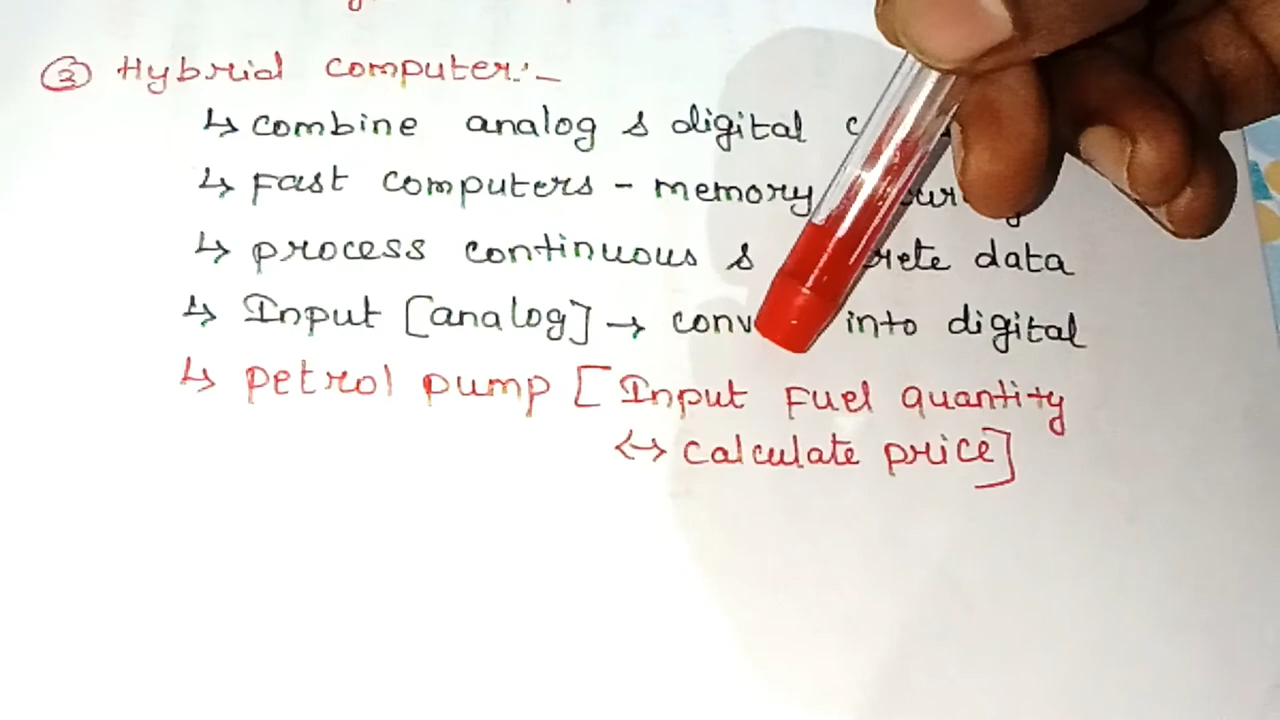 ③ Hybrid computer:-
↳ combine analog & digital
↳ Fast computers - memory
↳ process continuous & data
↳ Input [analog] → into digital
↳ petrol pump [Input Fuel quantity
↔ calculate price]